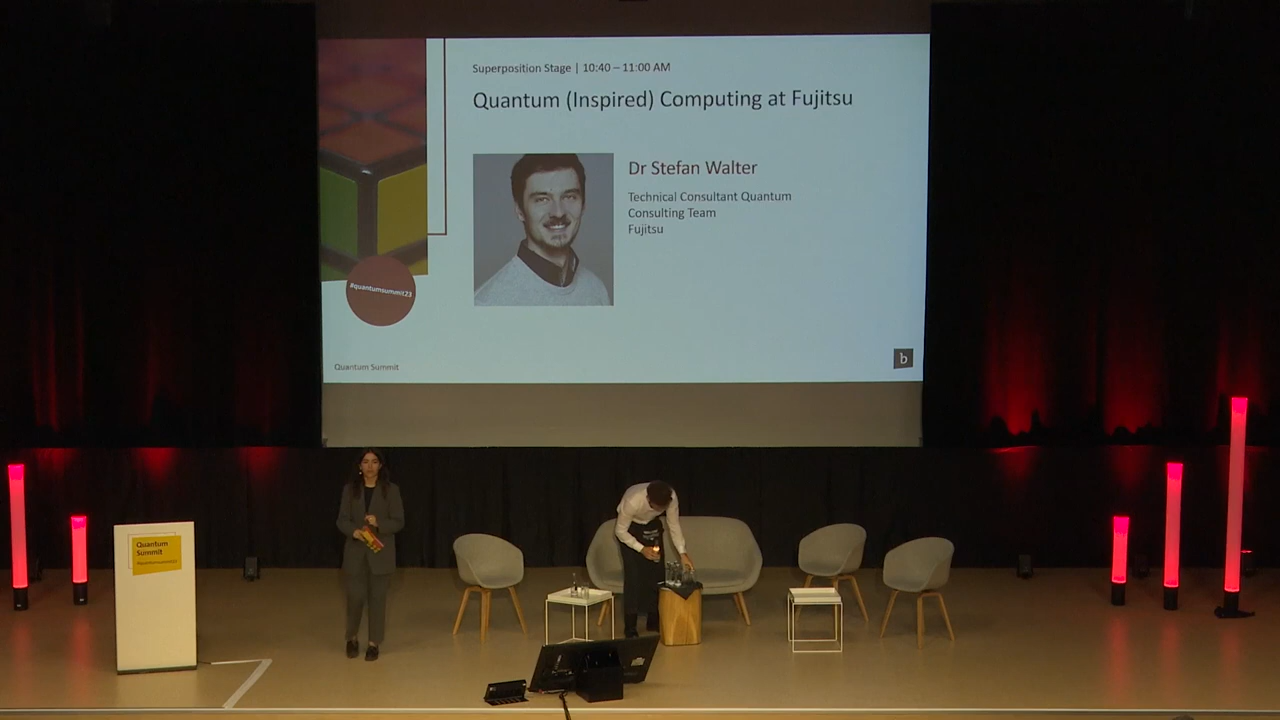 Superposition Stage | 10:40 – 11:00 AM
Quantum (Inspired) Computing at Fujitsu
Dr Stefan Walter
Technical Consultant Quantum
Consulting Team
Fujitsu
#quantumsummit23
Quantum Summit
b
Quantum
Summit
#quantumsummit23